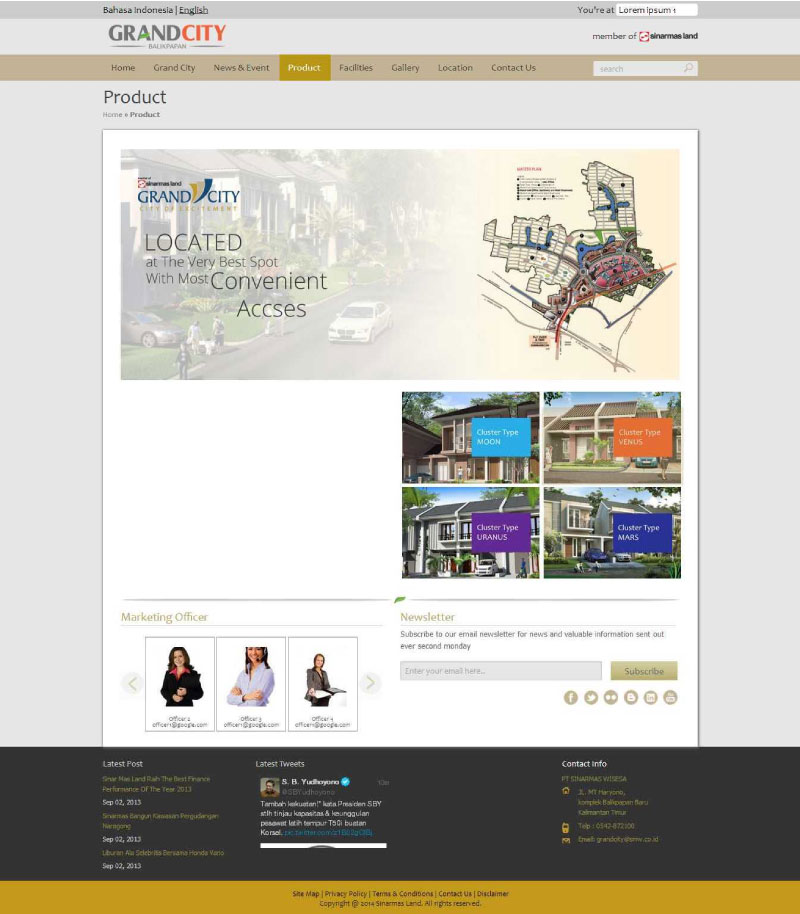 Bahasa Indonesia | English
You're at Lorem ipsum
GRANDCITY
BALIKPAPAN
member of sinarmas land
Home Grand City News & Event Product Facilities Gallery Location Contact Us search
Product
Home » Product
sinarmas land
GRAND CITY
CITY OF EXCITEMENT
LOCATED
at The Very Best Spot
With Most Convenient
Accses
MASTER PLAN
Cluster Type
MOON
Cluster Type
VENUS
Cluster Type
URANUS
Cluster Type
MARS
Marketing Officer
Officer 2
officer1@google.com
Officer 3
officer1@google.com
Officer 4
officer1@google.com
Newsletter
Subscribe to our email newsletter for news and valuable information sent out
ever second monday
Enter your email here..
Subscribe
Latest Post
Sinar Mas Land Raih The Best Finance
Performance Of The Year 2013
Sep 02, 2013
Sinarmas Bangun Kawasan Pergudangan
Narogong
Sep 02, 2013
Liburan Ala Selebritis Bersama Honda Vario
Sep 02, 2013
Latest Tweets
S. B. Yudhoyono
@SBYudhoyono
Tambah kekuatan!" kata Presiden SBY
stlh tinjau kapasitas & keunggulan
pesawat latih tempur T50i buatan
Korsel.
Contact Info
PT SINARMAS WISESA
JL. MT Haryono,
komplek Balikpapan Baru
Kalimantan Timur
Telp : 0542-872100
Email: grandcity@smw.co.id
Site Map | Privacy Policy | Terms & Conditions | Contact Us | Disclaimer
Copyright @ 2014 Sinarmas Land. All rights reserved.